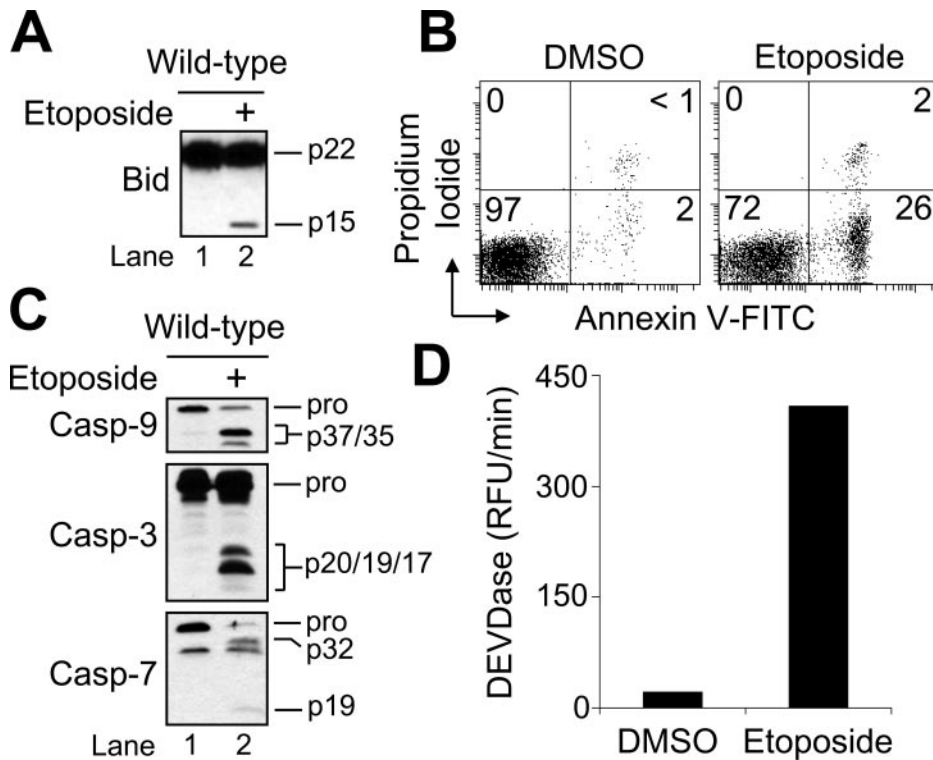 A
Wild-type
Etoposide +
Bid
p22
p15
Lane 1 2
B
DMSO
Etoposide
Propidium
Iodide
0 < 1
97 2
0 2
72 26
Annexin V-FITC
C
Wild-type
Etoposide +
Casp-9
pro
p37/35
Casp-3
pro
p20/19/17
Casp-7
pro
p32
p19
Lane 1 2
D
DEVDase (RFU/min)
450
300
150
0
DMSO Etoposide